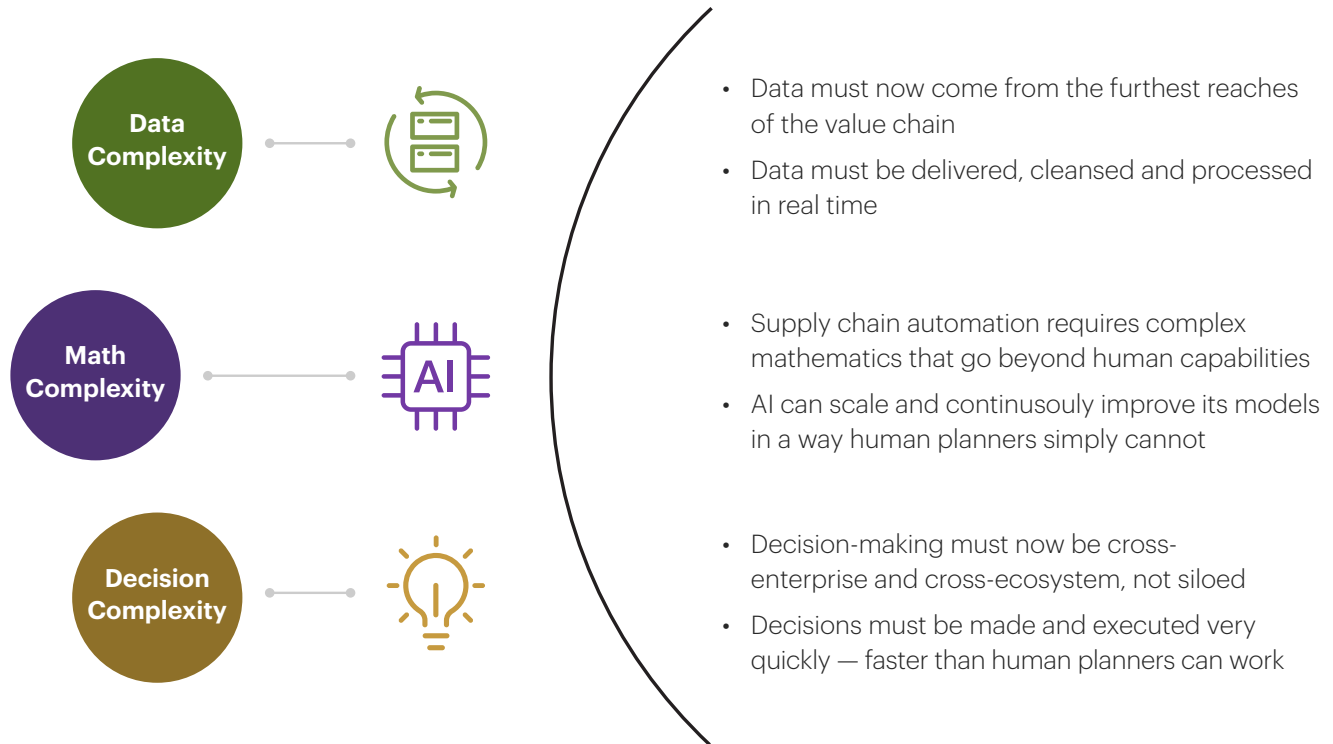 Data
Complexity
• Data must now come from the furthest reaches
of the value chain
• Data must be delivered, cleansed and processed
in real time
Math
Complexity
AI
• Supply chain automation requires complex
mathematics that go beyond human capabilities
• AI can scale and continusouly improve its models
in a way human planners simply cannot
Decision
Complexity
• Decision-making must now be cross-
enterprise and cross-ecosystem, not siloed
• Decisions must be made and executed very
quickly — faster than human planners can work